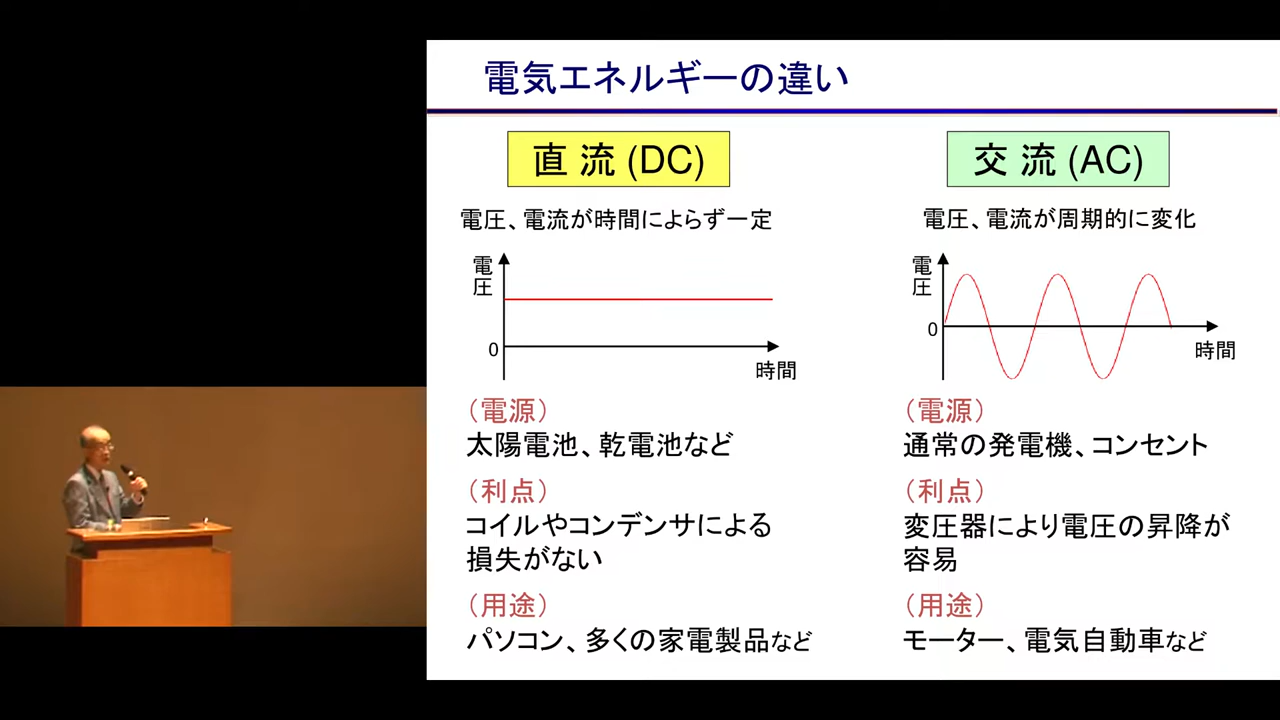 電気エネルギーの違い
直 流 (DC)
電圧、電流が時間によらず一定
電圧
0
時間
（電源）
太陽電池、乾電池など
（利点）
コイルやコンデンサによる
損失がない
（用途）
パソコン、多くの家電製品など
交 流 (AC)
電圧、電流が周期的に変化
電圧
0
時間
（電源）
通常の発電機、コンセント
（利点）
変圧器により電圧の昇降が
容易
（用途）
モーター、電気自動車など